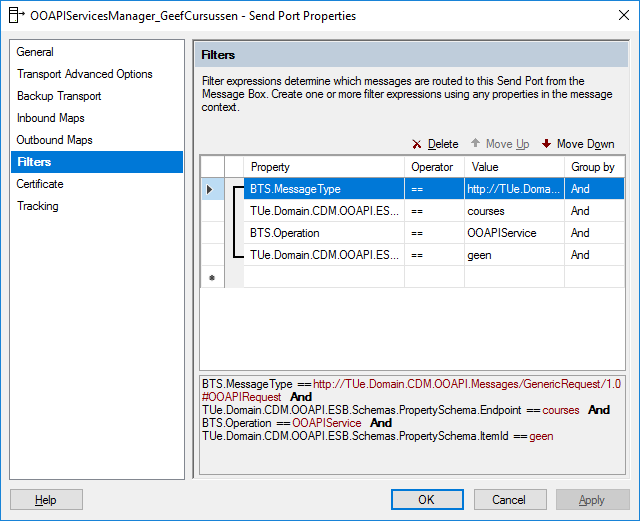 OOAPIServicesManager_GeefCursussen - Send Port Properties
General
Transport Advanced Options
Backup Transport
Inbound Maps
Outbound Maps
Filters
Certificate
Tracking
Filters
Filter expressions determine which messages are routed to this Send Port from the
Message Box. Create one or more filter expressions using any properties in the message
context.
Delete Move Up Move Down
Property Operator Value Group by
BTS.MessageType == http://TUe.Doma... And
TUe.Domain.CDM.OOAPI.ES... == courses And
BTS.Operation == OOAPIService And
TUe.Domain.CDM.OOAPI.ES... == geen And
BTS.MessageType == http://TUe.Domain.CDM.OOAPI.Messages/GenericRequest/1.0
#OOAPIRequest And
TUe.Domain.CDM.OOAPI.ESB.Schemas.PropertySchema.Endpoint == courses And
BTS.Operation == OOAPIService And
TUe.Domain.CDM.OOAPI.ESB.Schemas.PropertySchema.ItemId == geen
Help OK Cancel Apply